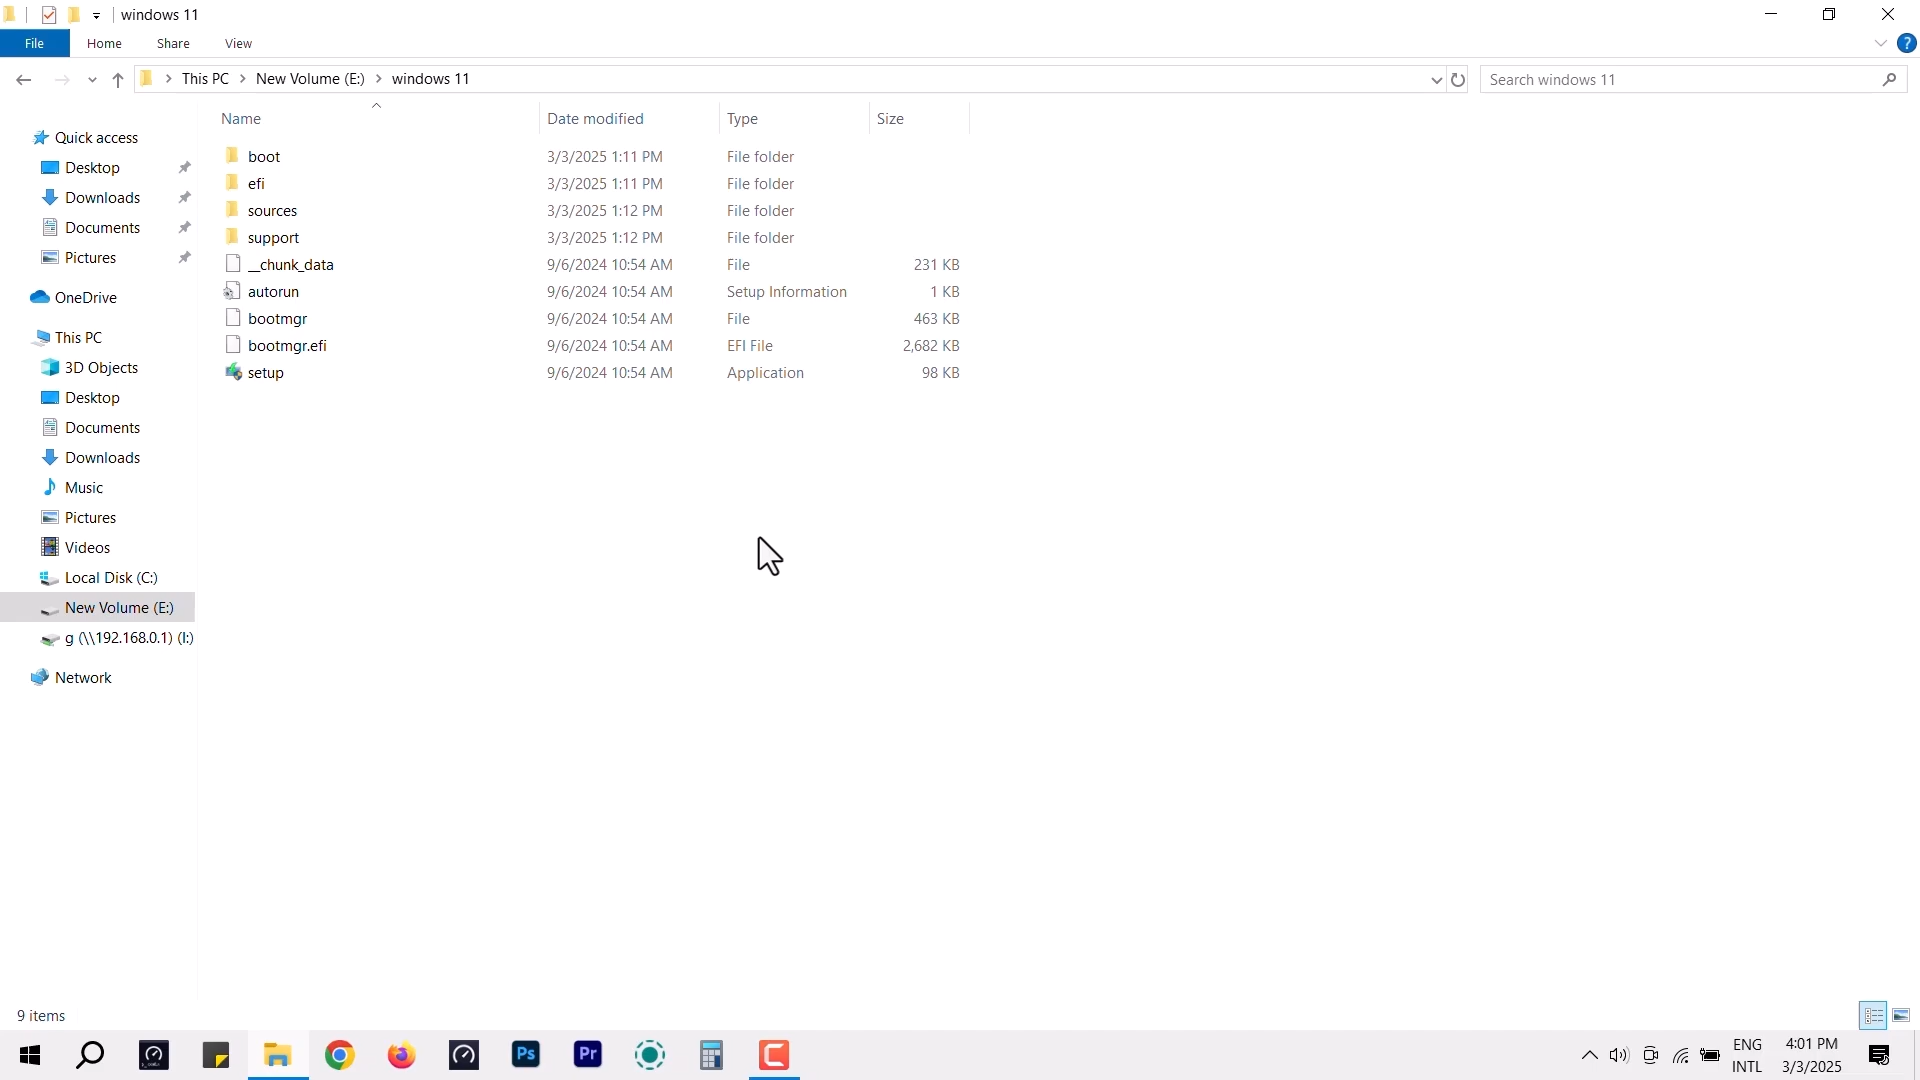 windows 11
File Home Share View
This PC New Volume (E:) windows 11
Search windows 11
Name Date modified Type Size
boot 3/3/2025 1:11 PM File folder
efi 3/3/2025 1:11 PM File folder
sources 3/3/2025 1:12 PM File folder
support 3/3/2025 1:12 PM File folder
__chunk_data 9/6/2024 10:54 AM File 231 KB
autorun 9/6/2024 10:54 AM Setup Information 1 KB
bootmgr 9/6/2024 10:54 AM File 463 KB
bootmgr.efi 9/6/2024 10:54 AM EFI File 2,682 KB
setup 9/6/2024 10:54 AM Application 98 KB
Quick access
Desktop
Downloads
Documents
Pictures
OneDrive
This PC
3D Objects
Desktop
Documents
Downloads
Music
Pictures
Videos
Local Disk (C:)
New Volume (E:)
g (\\192.168.0.1) (I:)
Network
9 items
Ps
Pr
ENG
INTL
4:01 PM
3/3/2025